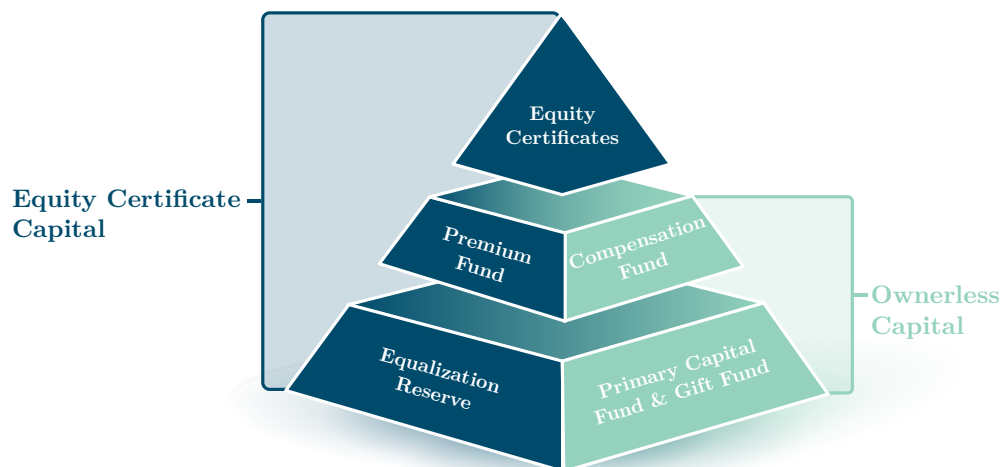 Equity
Certificates
Equity Certificate
Capital
Premium
Fund
Compensation
Fund
Ownerless
Capital
Equalization
Reserve
Primary Capital
Fund & Gift Fund